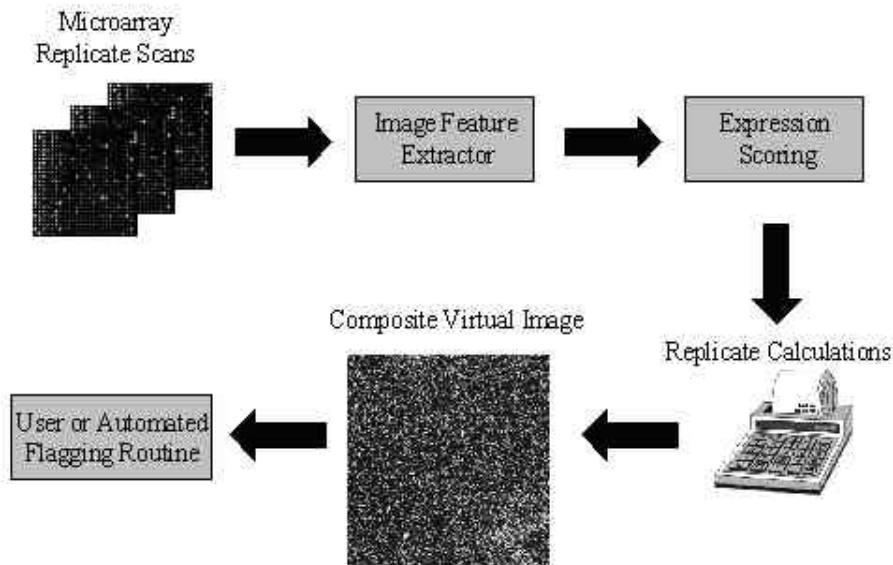 Microarray
Replicate Scans
Image Feature
Extractor
Expression
Scoring
Replicate Calculations
Composite Virtual Image
User or Automated
Flagging Routine